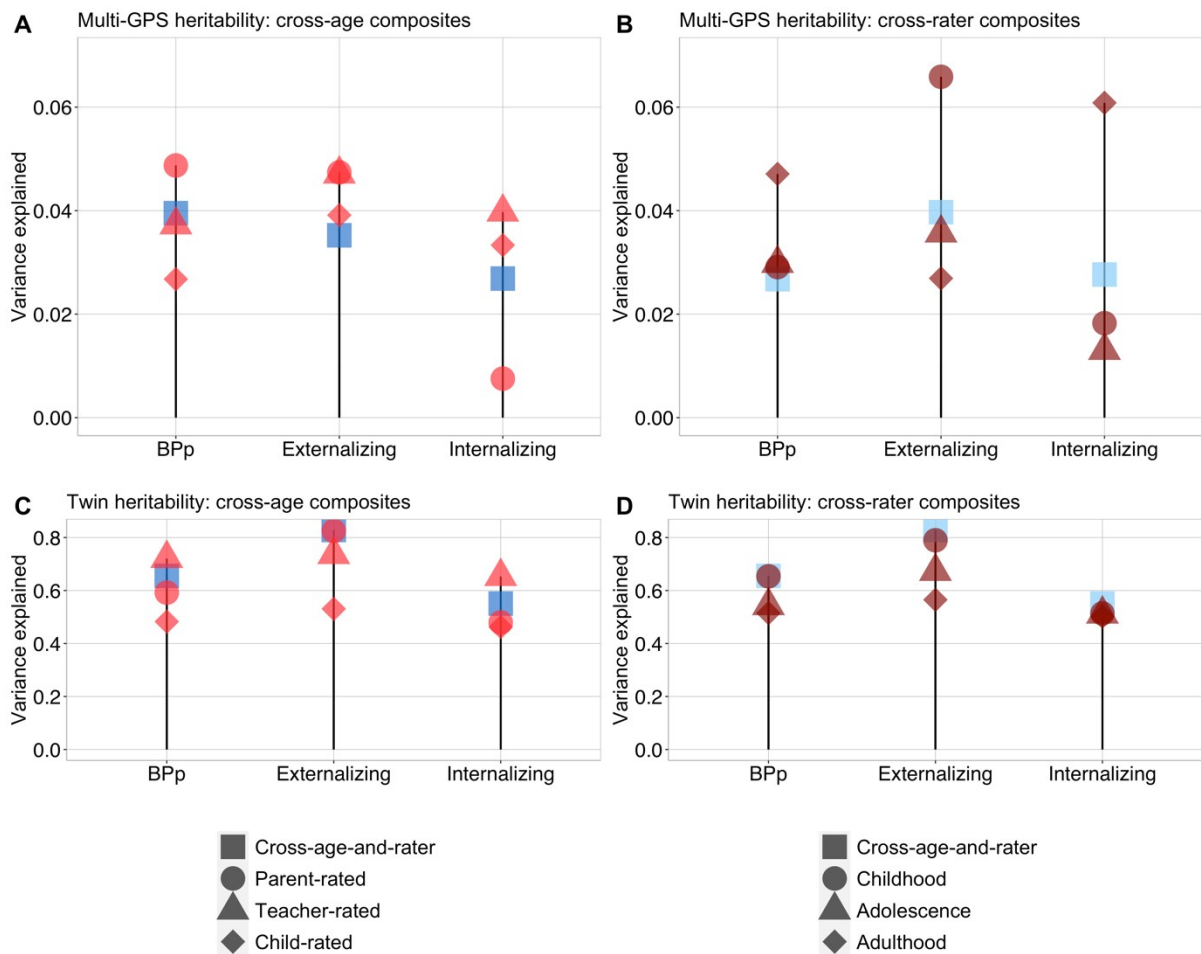 A Multi-GPS heritability: cross-age composites
Variance explained
0.06
0.04
0.02
0.00
BPp Externalizing Internalizing
B Multi-GPS heritability: cross-rater composites
Variance explained
0.06
0.04
0.02
0.00
BPp Externalizing Internalizing
C Twin heritability: cross-age composites
Variance explained
0.8
0.6
0.4
0.2
0.0
BPp Externalizing Internalizing
D Twin heritability: cross-rater composites
Variance explained
0.8
0.6
0.4
0.2
0.0
BPp Externalizing Internalizing
Cross-age-and-rater
Parent-rated
Teacher-rated
Child-rated
Cross-age-and-rater
Childhood
Adolescence
Adulthood